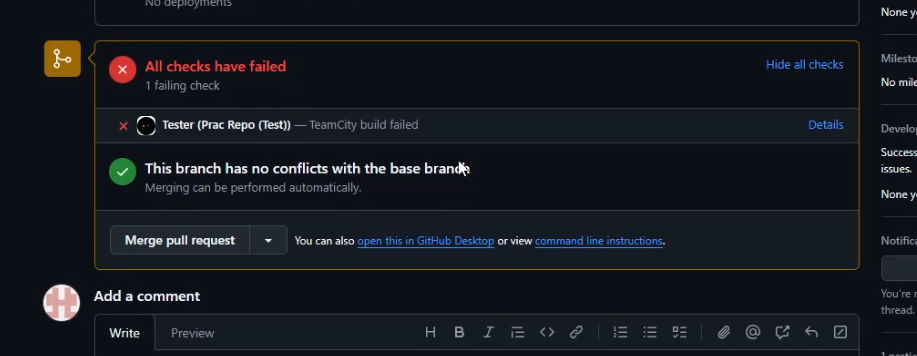 No deployments
All checks have failed
Hide all checks
1 failing check
Tester (Prac Repo (Test)) — TeamCity build failed
Details
This branch has no conflicts with the base branch
Merging can be performed automatically.
Merge pull request
You can also open this in GitHub Desktop or view command line instructions.
Add a comment
Write
Preview
H B I
None y
Milesto
No mile
Develop
Success
issues.
None y
Notifica
You're r
thread.